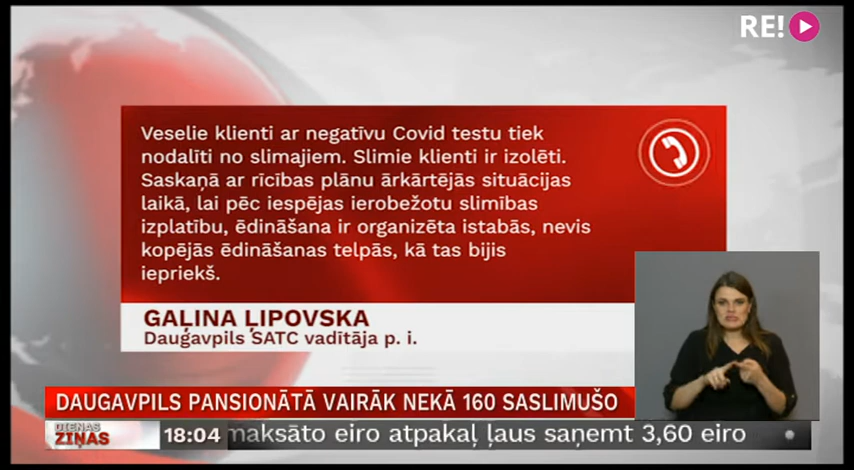 RE!
Veselie klienti ar negatīvu Covid testu tiek
nodalīti no slimajiem. Slimie klienti ir izolēti.
Saskaņā ar rīcības plānu ārkārtējās situācijas
laikā, lai pēc iespējas ierobežotu slimības
izplatību, ēdināšana ir organizēta istabās, nevis
kopējās ēdināšanas telpās, kā tas bijis
iepriekš.
GAĻINA ĻIPOVSKA
Daugavpils SATC vadītāja p. i.
DAUGAVPILS PANSIONĀTĀ VAIRĀK NEKĀ 160 SASLIMUŠO
DIENAS
ZIŅAS
18:04 maksāto eiro atpakaļ ļaus saņemt 3,60 eiro